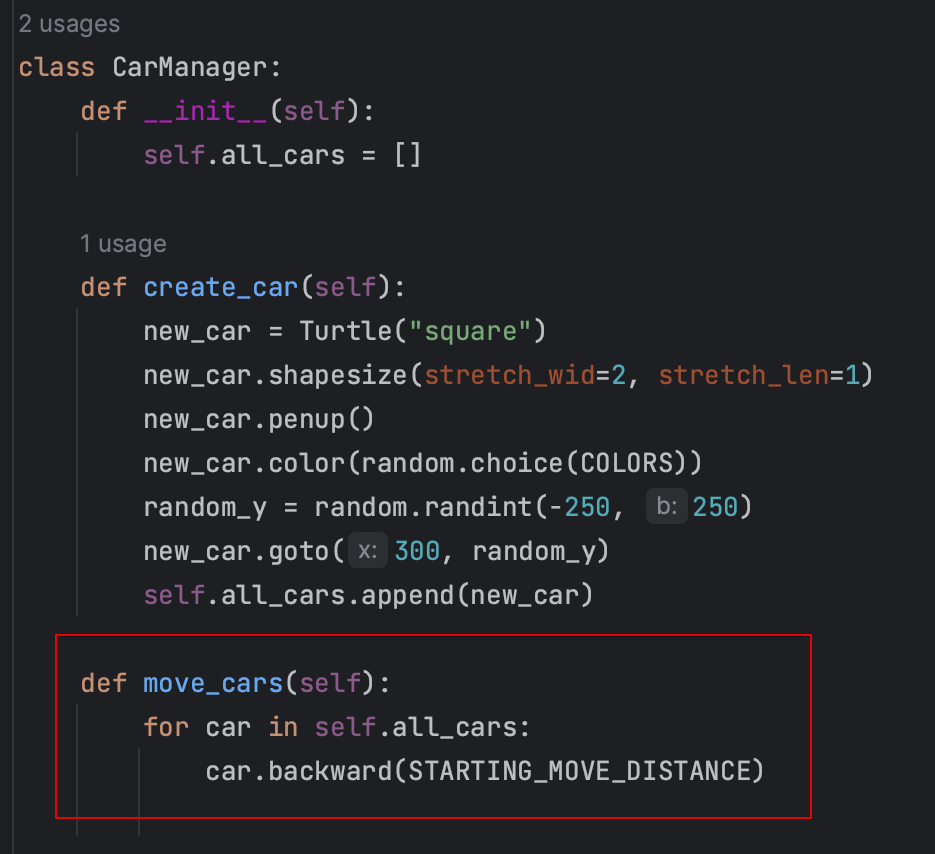 2 usages
class CarManager:
    def __init__(self):
        self.all_cars = []
    1 usage
    def create_car(self):
        new_car = Turtle("square")
        new_car.shapesize(stretch_wid=2, stretch_len=1)
        new_car.penup()
        new_car.color(random.choice(COLORS))
        random_y = random.randint(-250, b: 250)
        new_car.goto( x: 300, random_y)
        self.all_cars.append(new_car)
    def move_cars(self):
        for car in self.all_cars:
            car.backward(STARTING_MOVE_DISTANCE)